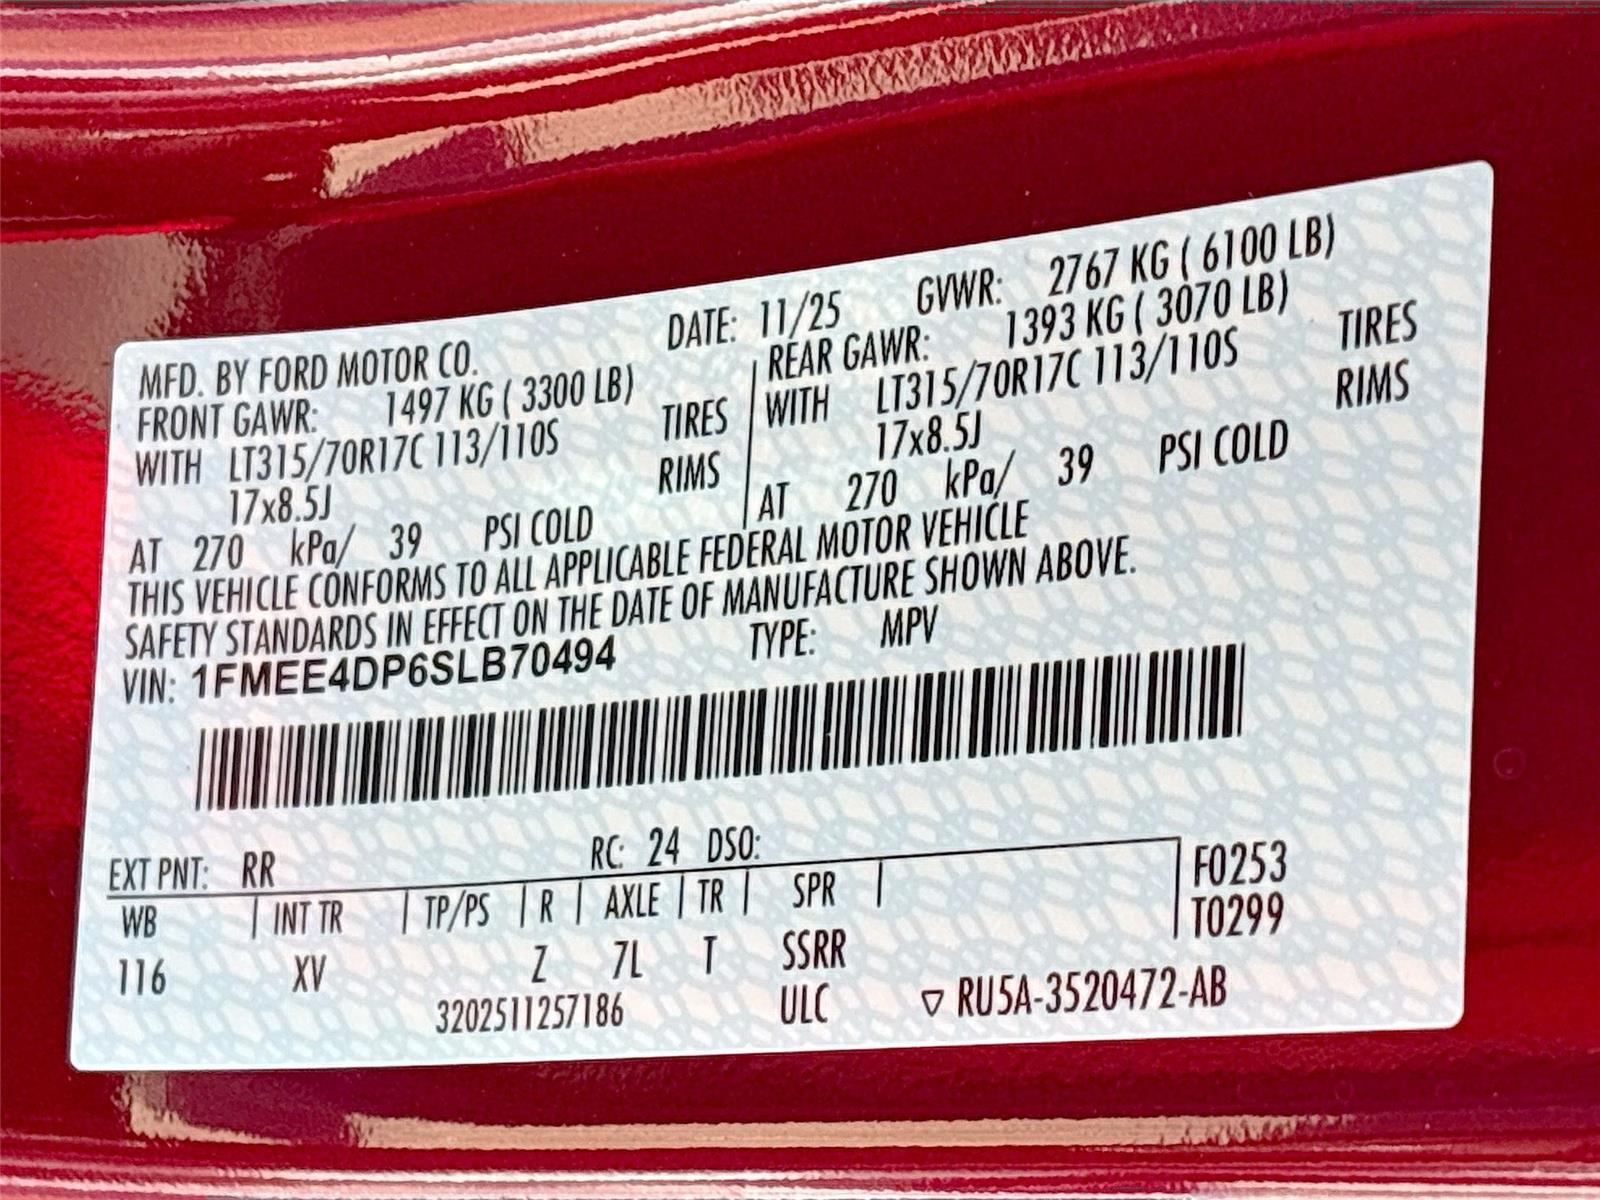 MFD. BY FORD MOTOR CO. DATE: 11/25 GVWR: 2767 KG ( 6100 LB)
FRONT GAWR: 1497 KG ( 3300 LB) REAR GAWR: 1393 KG ( 3070 LB)
WITH LT315/70R17C 113/110S TIRES WITH LT315/70R17C 113/110S TIRES
17x8.5J RIMS 17x8.5J RIMS
AT 270 kPa/ 39 PSI COLD AT 270 kPa/ 39 PSI COLD
THIS VEHICLE CONFORMS TO ALL APPLICABLE FEDERAL MOTOR VEHICLE
SAFETY STANDARDS IN EFFECT ON THE DATE OF MANUFACTURE SHOWN ABOVE.
VIN: 1FMEE4DP6SLB70494 TYPE: MPV
EXT PNT: RR RC: 24 DSO:
WB INT TR TP/PS R AXLE TR SPR F0253
T0299
116 XV Z 7L T SSRR
3202511257186 ULC ▽ RU5A-3520472-AB